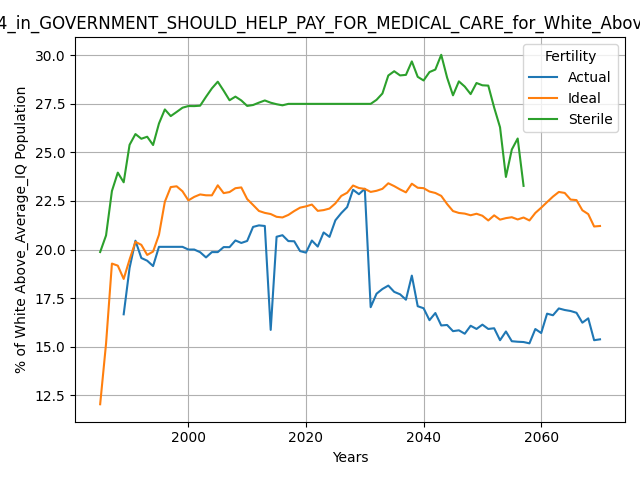 4_in_GOVERNMENT_SHOULD_HELP_PAY_FOR_MEDICAL_CARE_for_White_Abov
% of White Above_Average_IQ Population
30.0
27.5
25.0
22.5
20.0
17.5
15.0
12.5
Fertility
Actual
Ideal
Sterile
2000
2020
2040
2060
Years